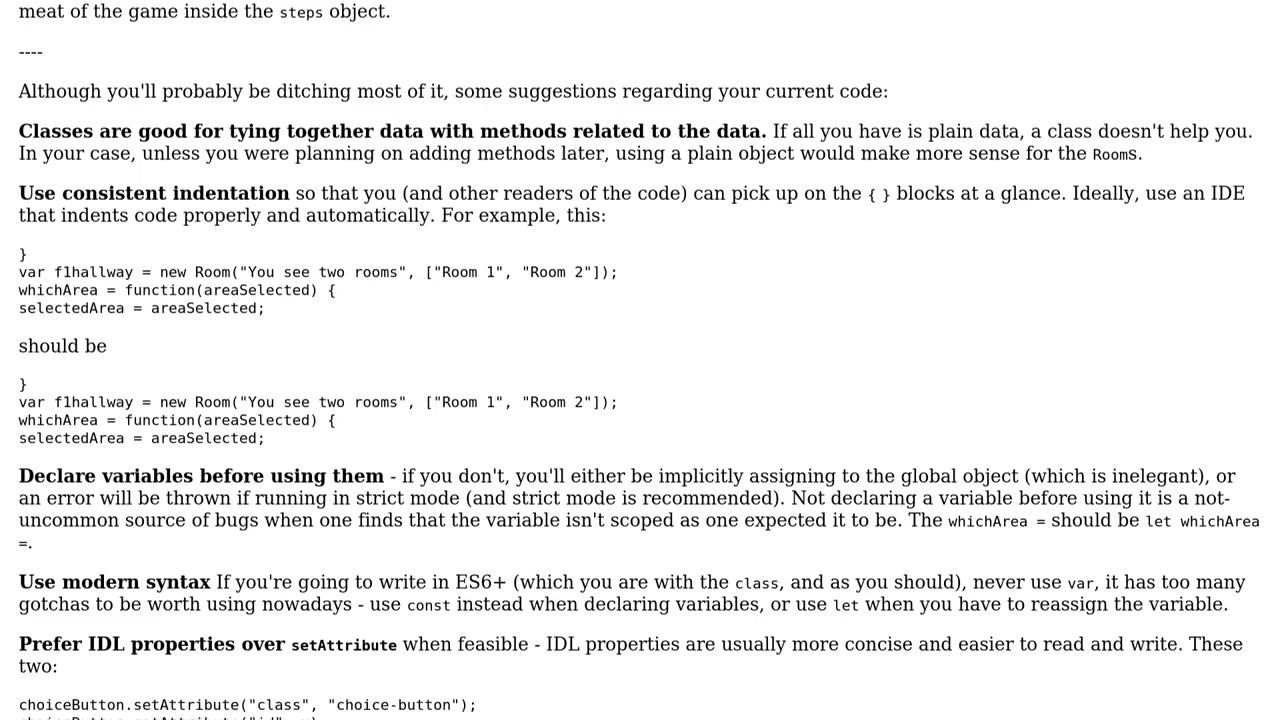 meat of the game inside the steps object.
----
Although you'll probably be ditching most of it, some suggestions regarding your current code:
Classes are good for tying together data with methods related to the data. If all you have is plain data, a class doesn't help you.
In your case, unless you were planning on adding methods later, using a plain object would make more sense for the Rooms.
Use consistent indentation so that you (and other readers of the code) can pick up on the { } blocks at a glance. Ideally, use an IDE
that indents code properly and automatically. For example, this:
}
var f1hallway = new Room("You see two rooms", ["Room 1", "Room 2"]);
whichArea = function(areaSelected) {
selectedArea = areaSelected;
should be
}
var f1hallway = new Room("You see two rooms", ["Room 1", "Room 2"]);
whichArea = function(areaSelected) {
selectedArea = areaSelected;
Declare variables before using them - if you don't, you'll either be implicitly assigning to the global object (which is inelegant), or
an error will be thrown if running in strict mode (and strict mode is recommended). Not declaring a variable before using it is a not-
uncommon source of bugs when one finds that the variable isn't scoped as one expected it to be. The whichArea = should be let whichArea
=.
Use modern syntax If you're going to write in ES6+ (which you are with the class, and as you should), never use var, it has too many
gotchas to be worth using nowadays - use const instead when declaring variables, or use let when you have to reassign the variable.
Prefer IDL properties over setAttribute when feasible - IDL properties are usually more concise and easier to read and write. These
two:
choiceButton.setAttribute("class", "choice-button");